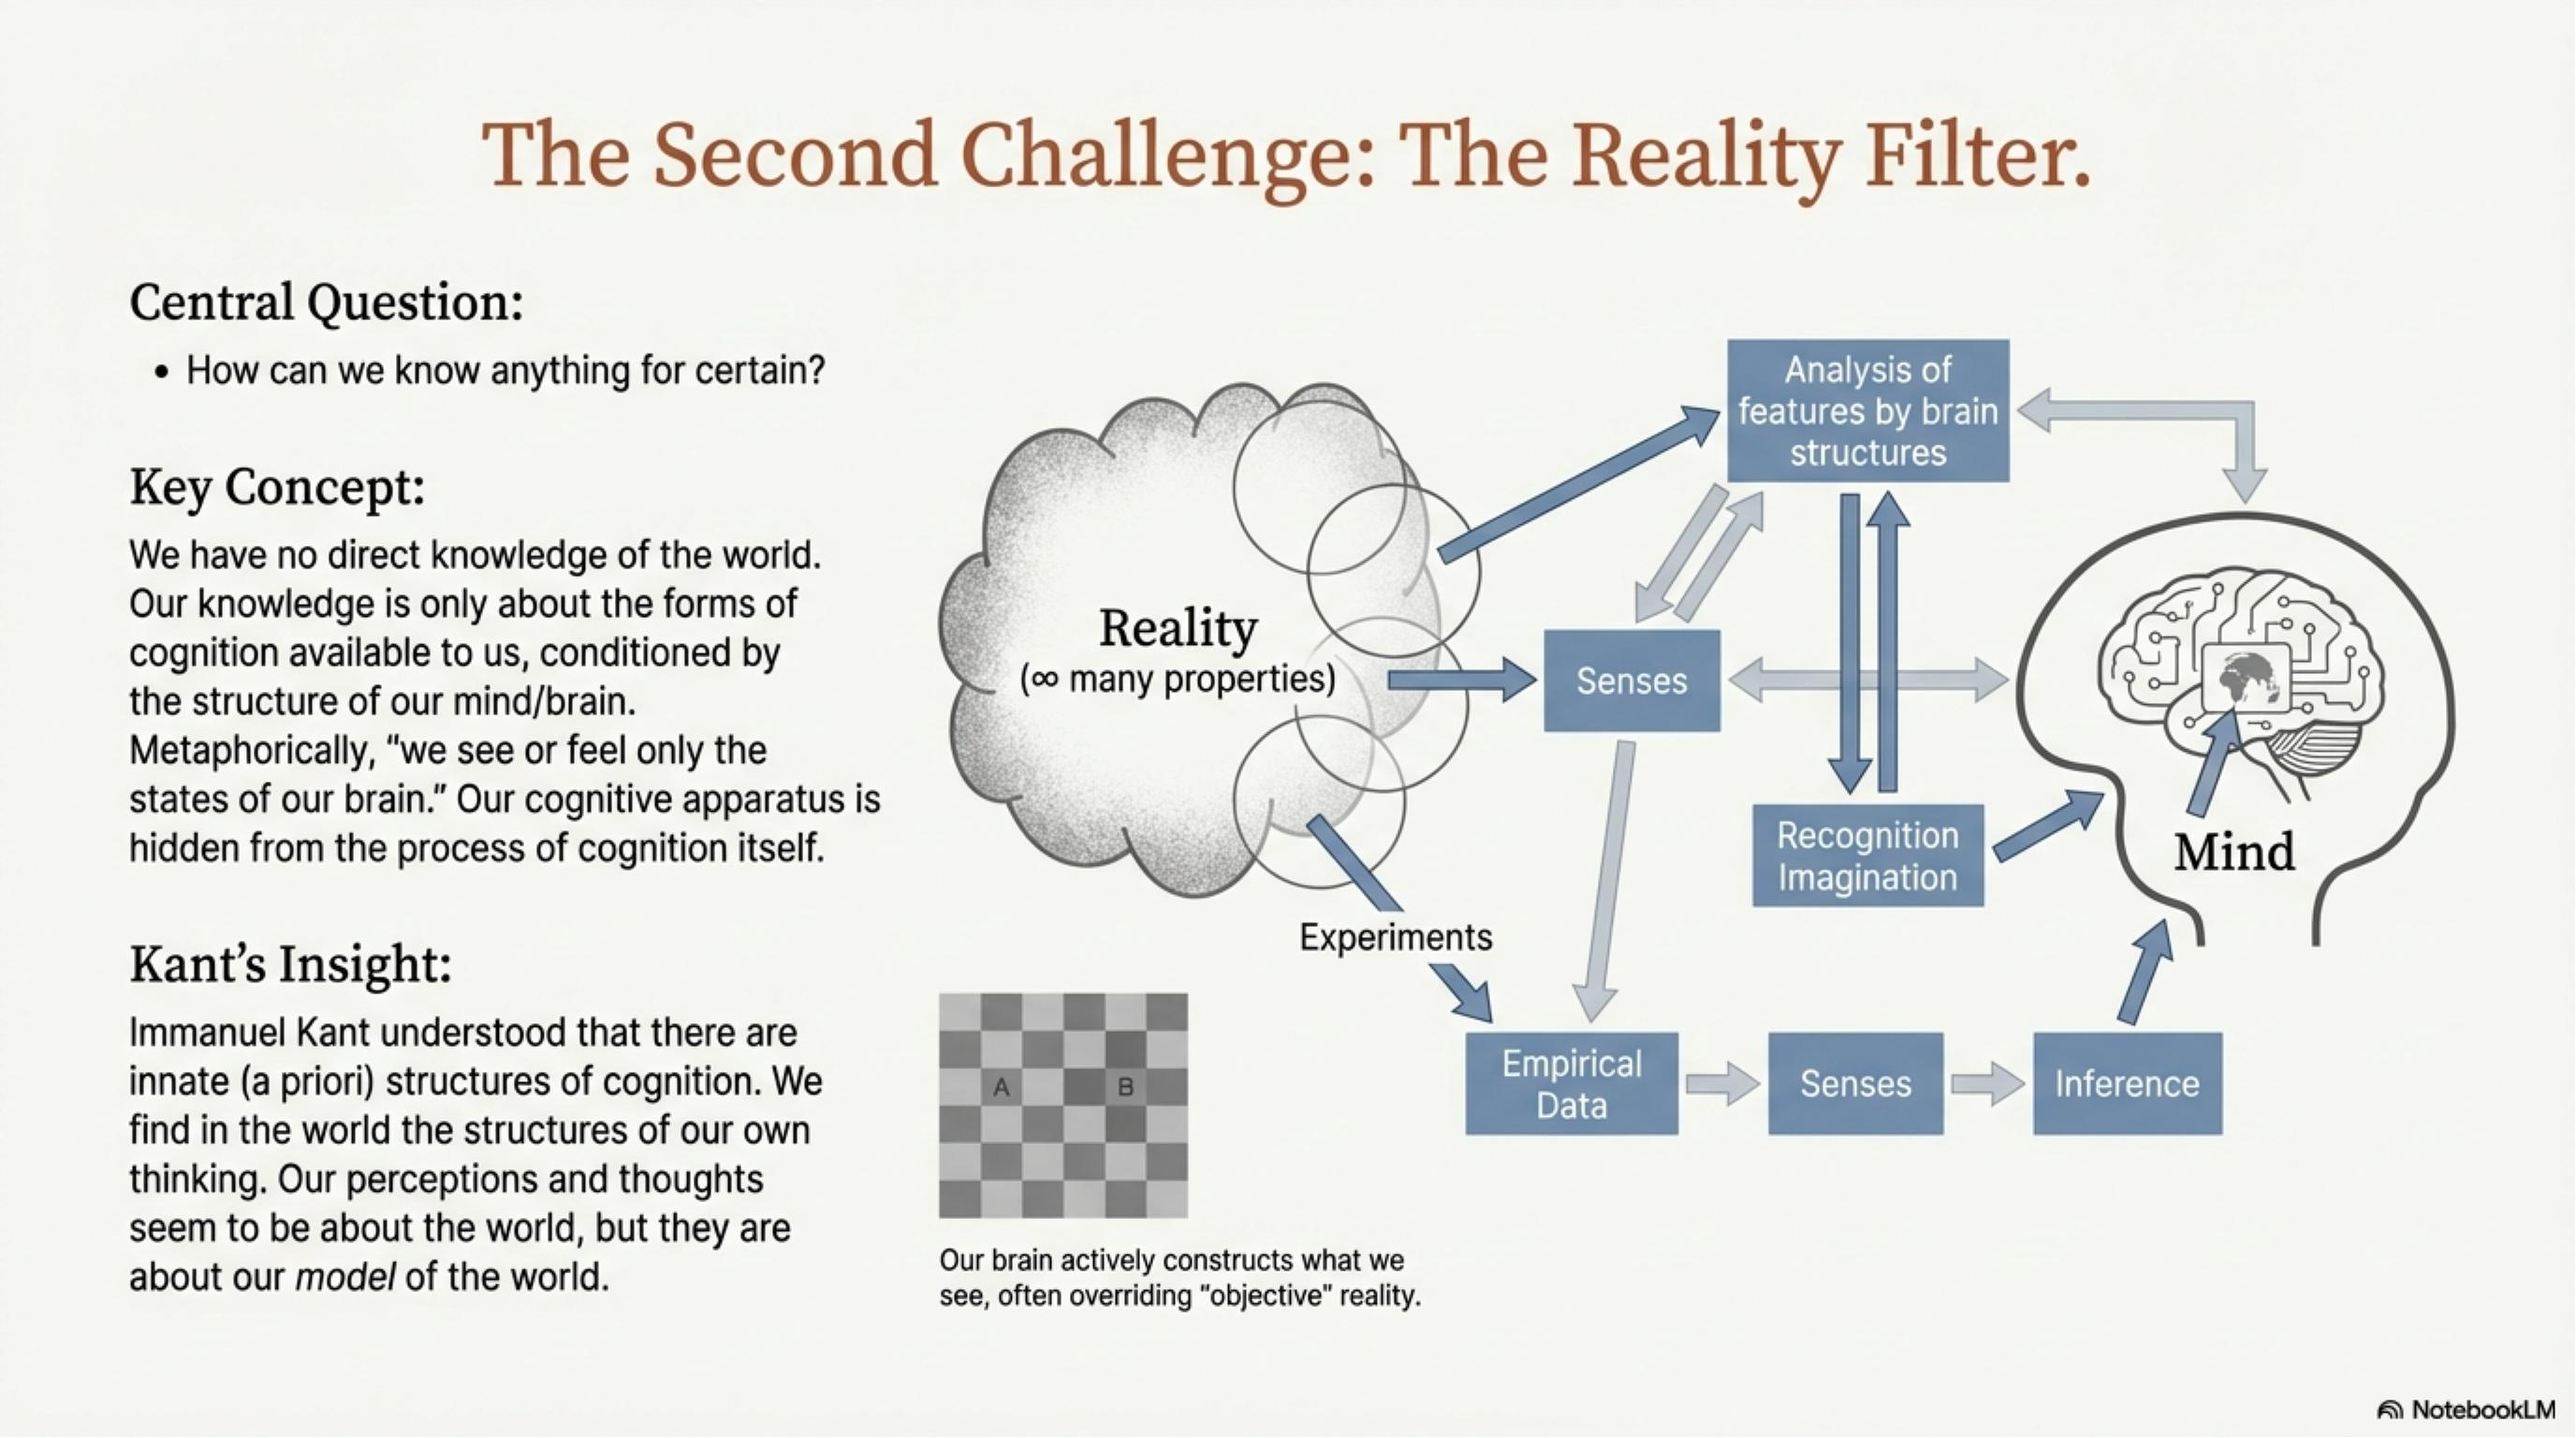 The Second Challenge: The Reality Filter.
Central Question:
• How can we know anything for certain?
Key Concept:
We have no direct knowledge of the world.
Our knowledge is only about the forms of
cognition available to us, conditioned by
the structure of our mind/brain.
Metaphorically, “we see or feel only the
states of our brain.” Our cognitive apparatus is
hidden from the process of cognition itself.
Kant’s Insight:
Immanuel Kant understood that there are
innate (a priori) structures of cognition. We
find in the world the structures of our own
thinking. Our perceptions and thoughts
seem to be about the world, but they are
about our model of the world.
Reality
(∞ many properties)
Analysis of
features by brain
structures
Senses
Recognition
Imagination
Mind
Experiments
Empirical
Data
Senses
Inference
A
B
Our brain actively constructs what we
see, often overriding "objective" reality.
NotebookLM